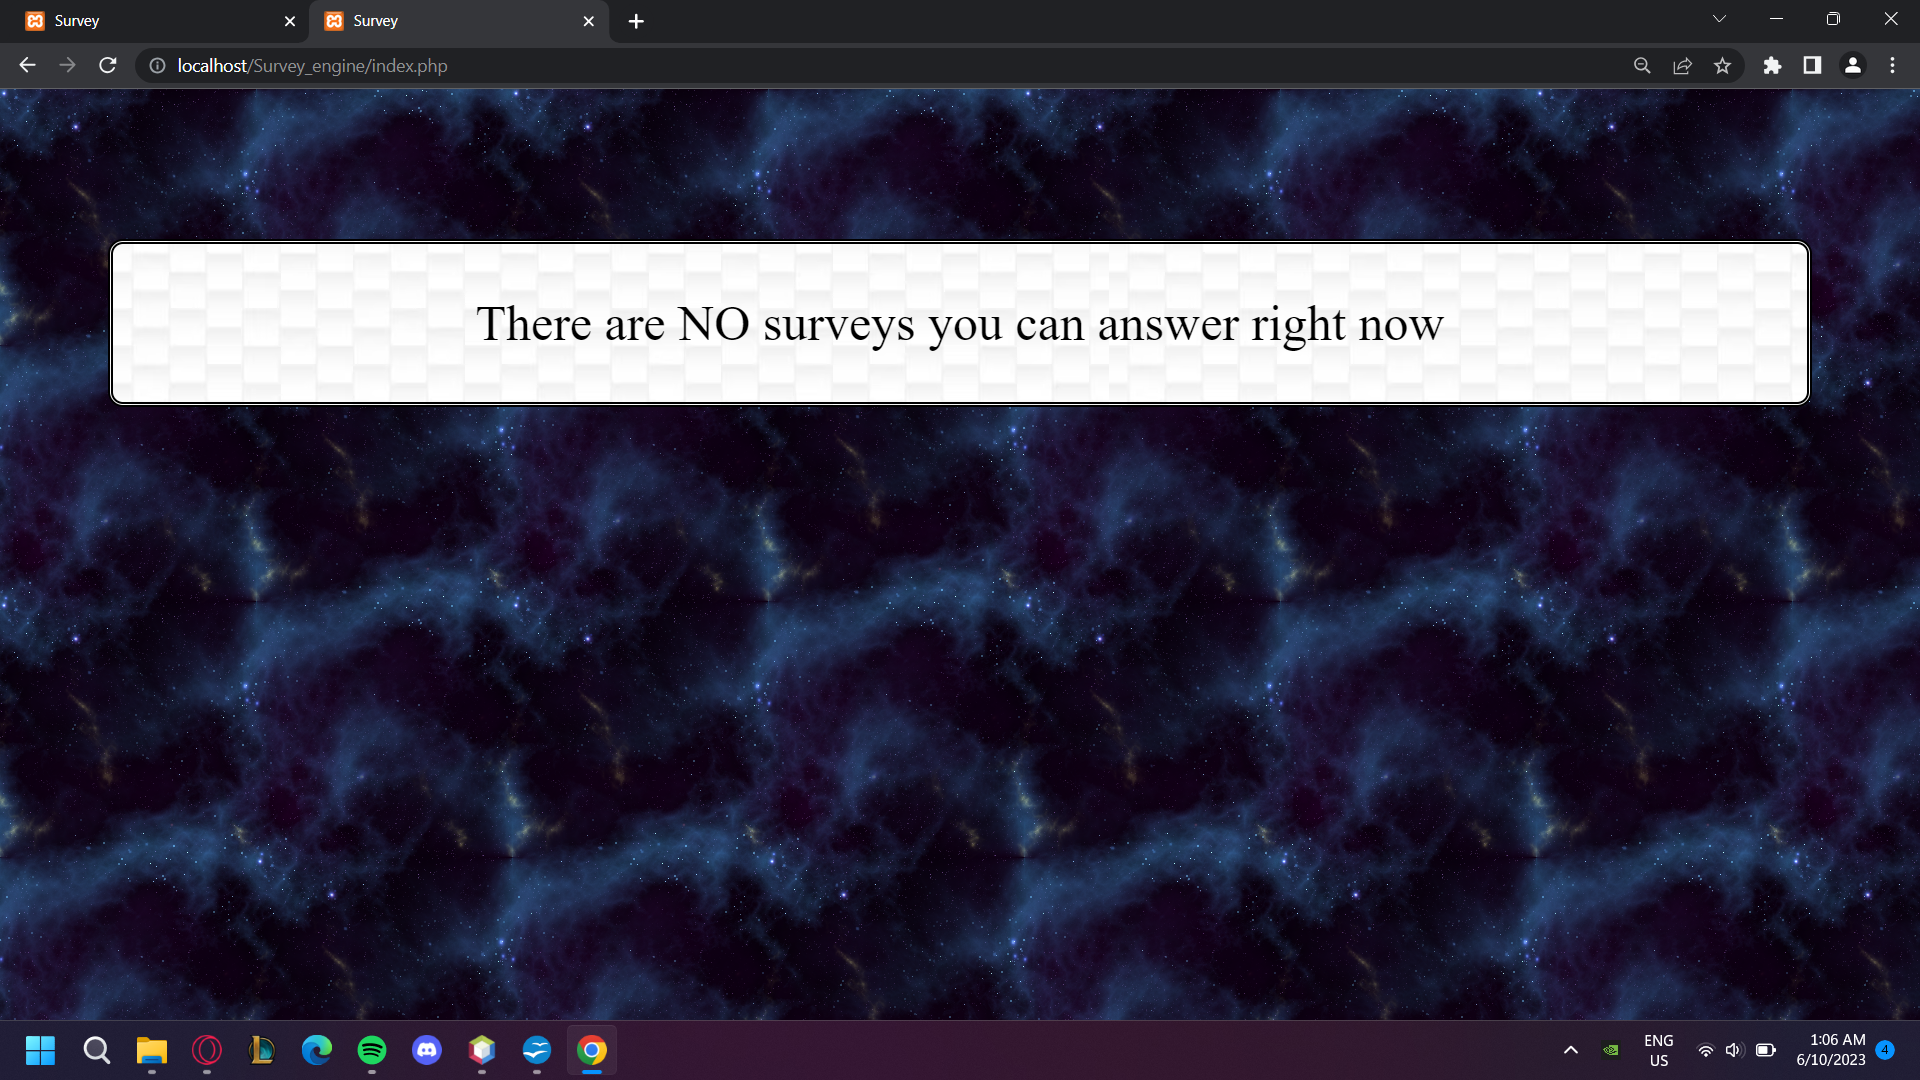 Survey
Survey
localhost/Survey_engine/index.php
There are NO surveys you can answer right now
ENG
US
1:06 AM
6/10/2023
4